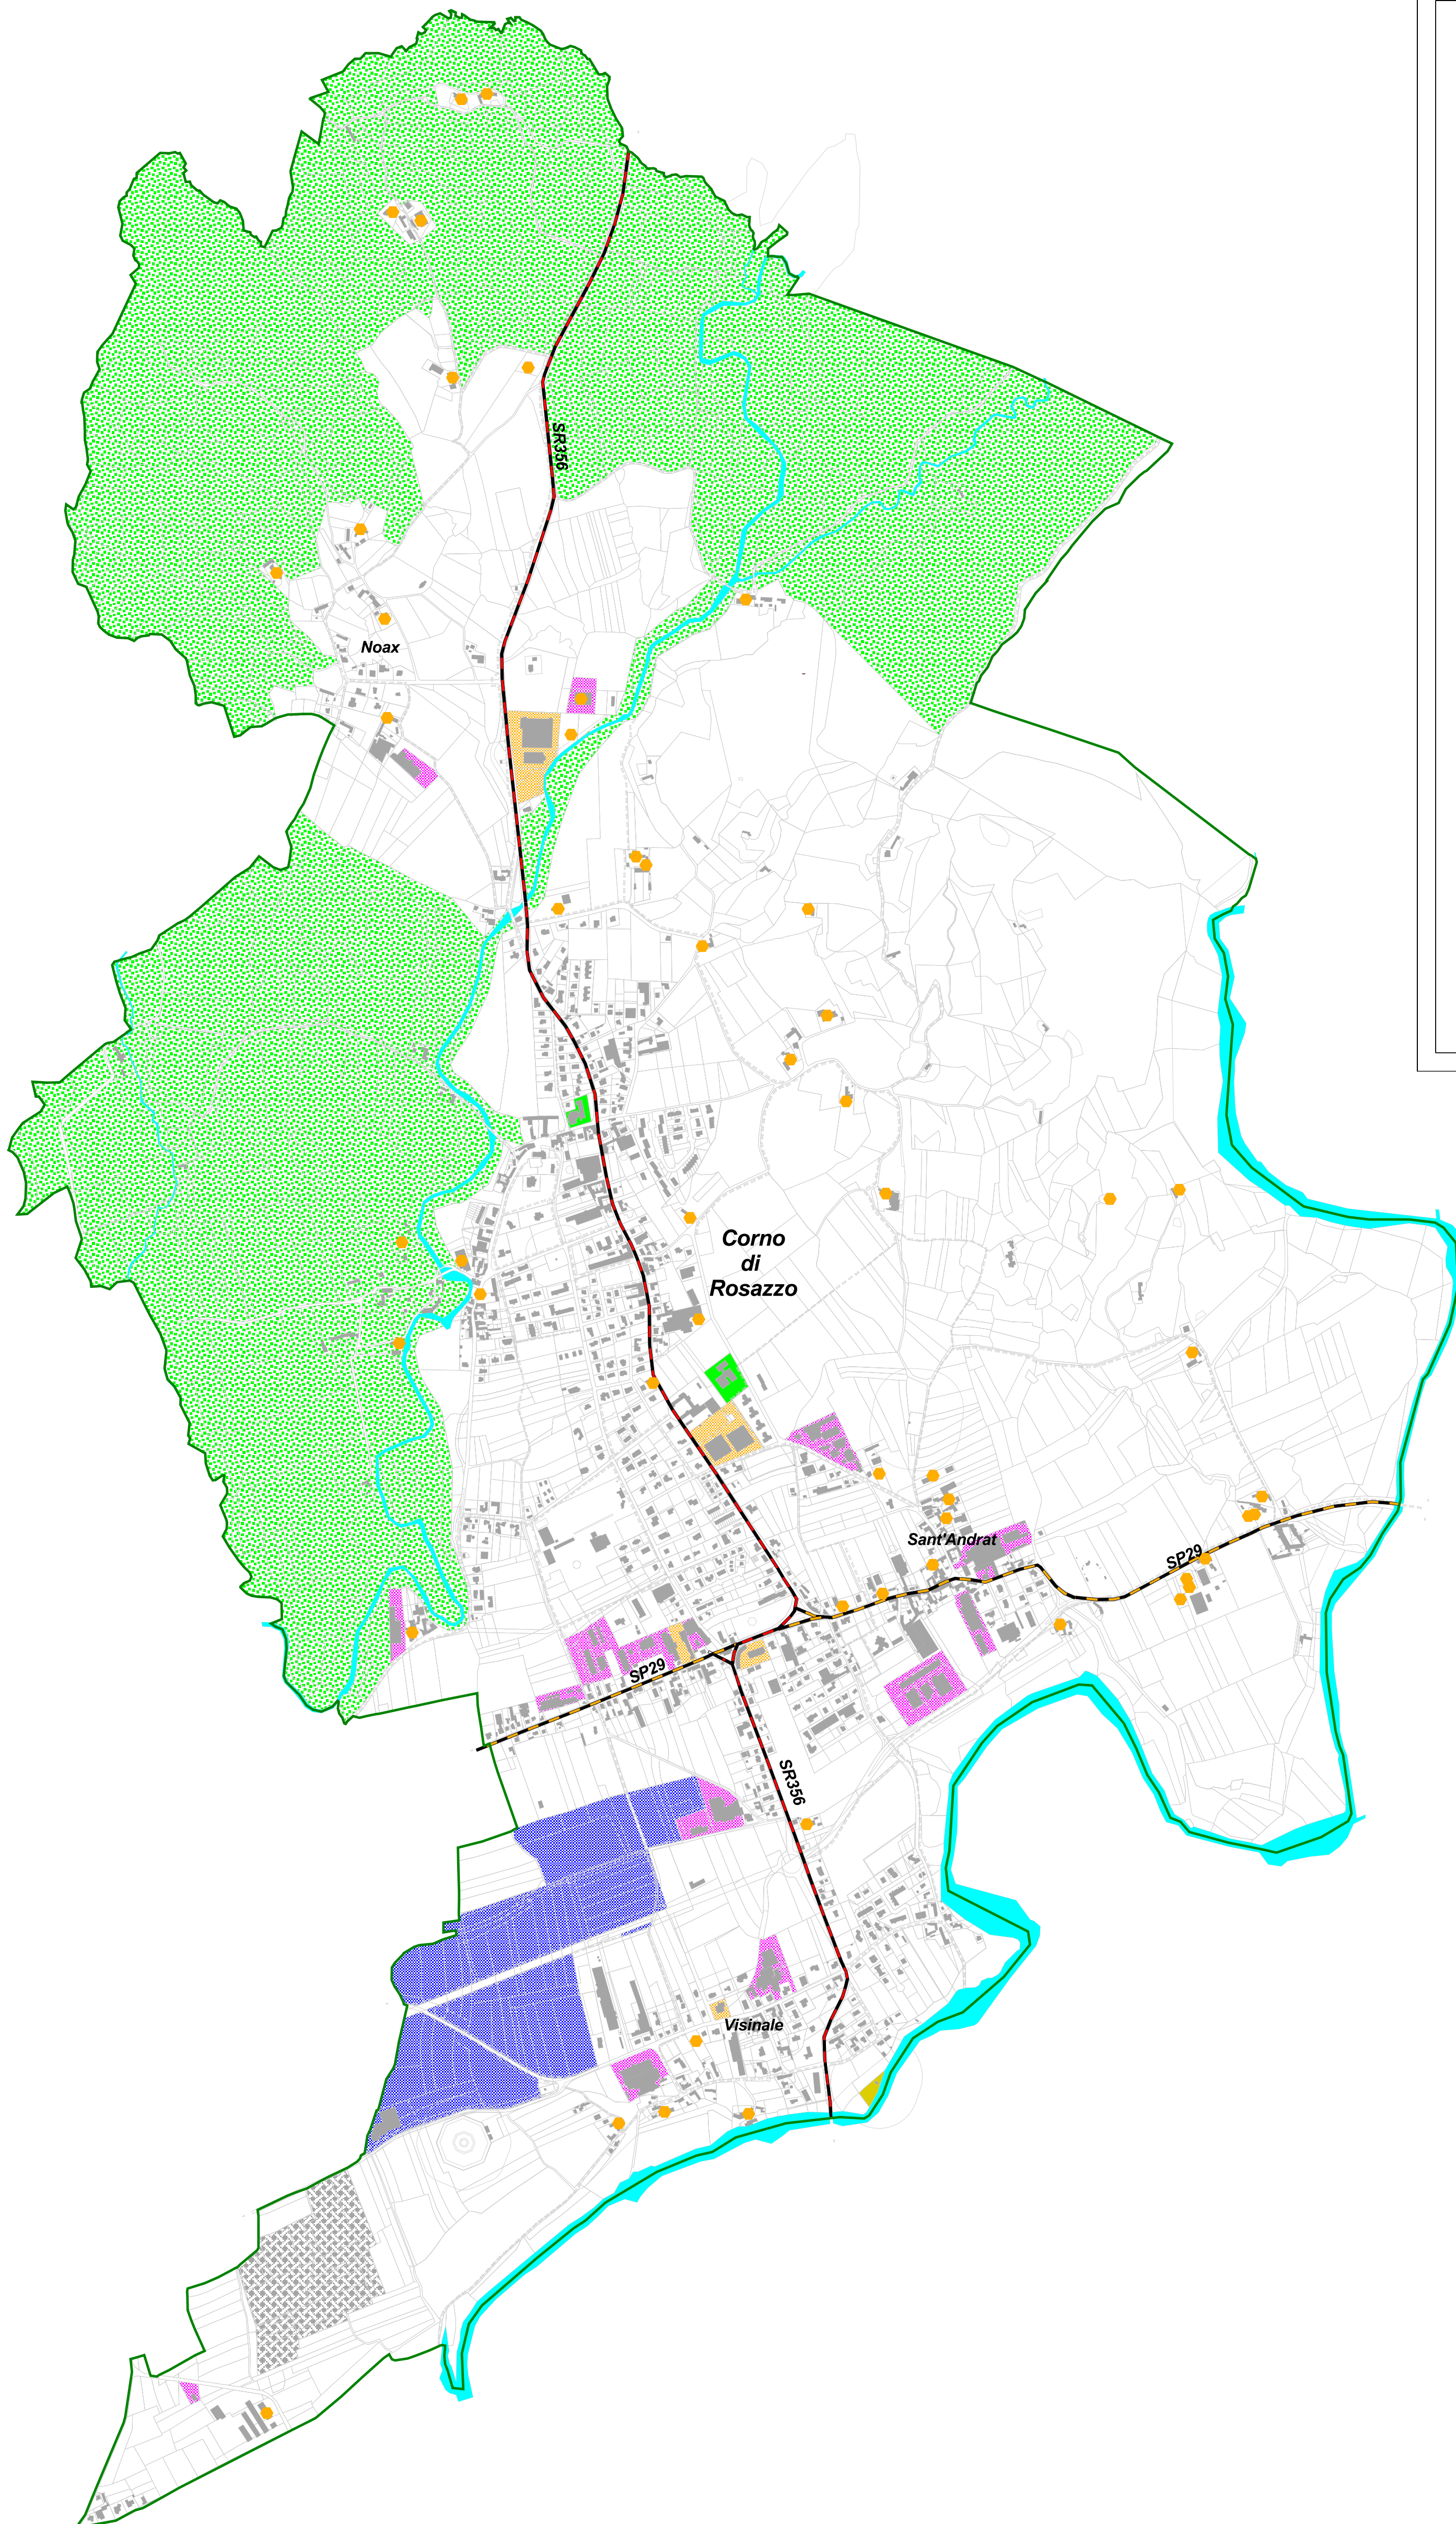 SR356
Noax
Corno
di
Rosazzo
Sant'Andrat
SP29
SP29
SR356
Visinale